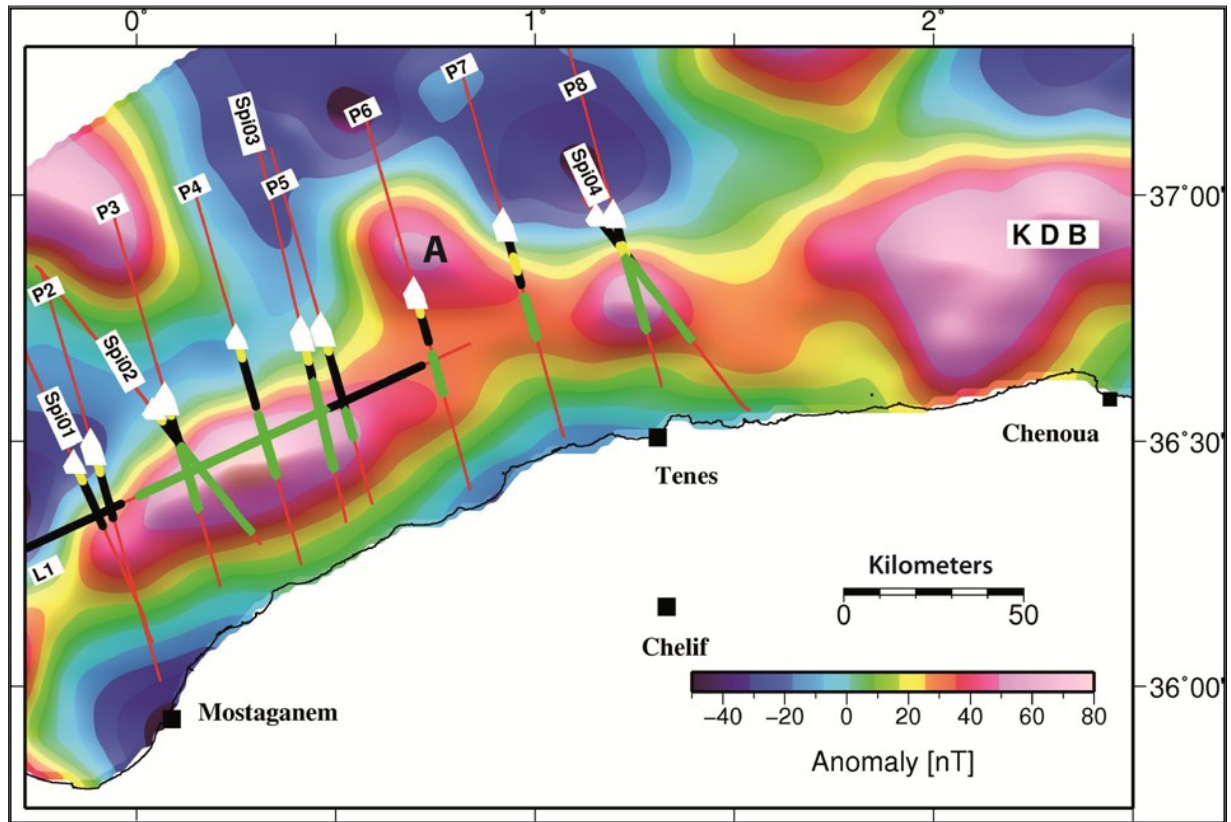 0° 1° 2°
P7
P8
Spi03
P6
P5
Spi04
P4
P3
37°00'
A
K D B
P2
Spi02
Spi01
36°30'
Chenoua
Tenes
L1
Kilometers
0 50
Chelif
36°00'
Mostaganem
−40 −20 0 20 40 60 80
Anomaly [nT]